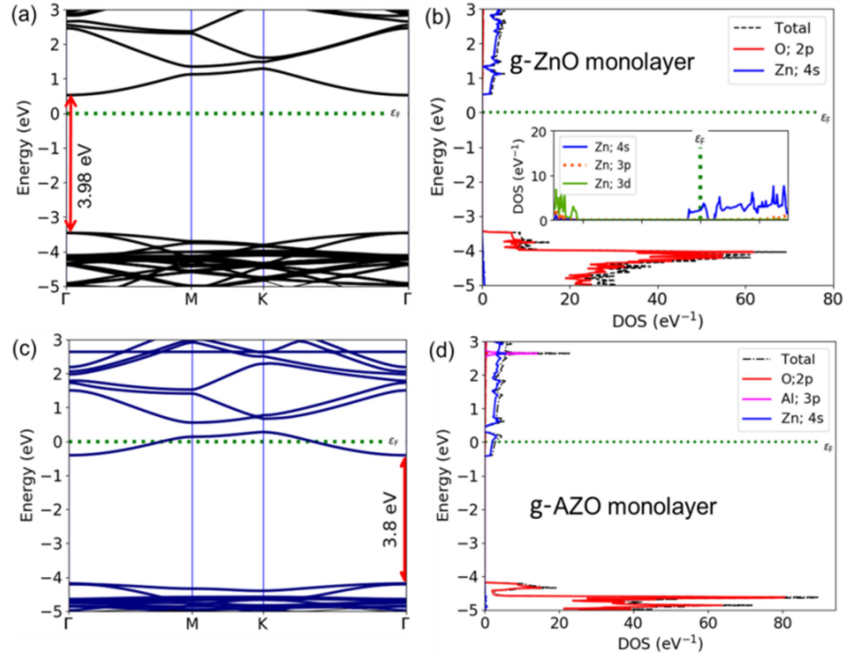 (a)
Energy (eV)
3
2
1
0
−1
−2
−3
−4
−5
εF
3.98 eV
Γ
M
K
Γ
(b)
Energy (eV)
3
2
1
0
−1
−2
−3
−4
−5
Total
O; 2p
Zn; 4s
g-ZnO monolayer
εF
DOS (eV⁻¹)
20
10
0
Zn; 4s
Zn; 3p
Zn; 3d
εF
0
20
40
60
80
DOS (eV⁻¹)
(c)
Energy (eV)
3
2
1
0
−1
−2
−3
−4
−5
εF
3.8 eV
Γ
M
K
Γ
(d)
Energy (eV)
3
2
1
0
−1
−2
−3
−4
−5
Total
O;2p
Al; 3p
Zn; 4s
εF
g-AZO monolayer
0
20
40
60
80
DOS (eV⁻¹)